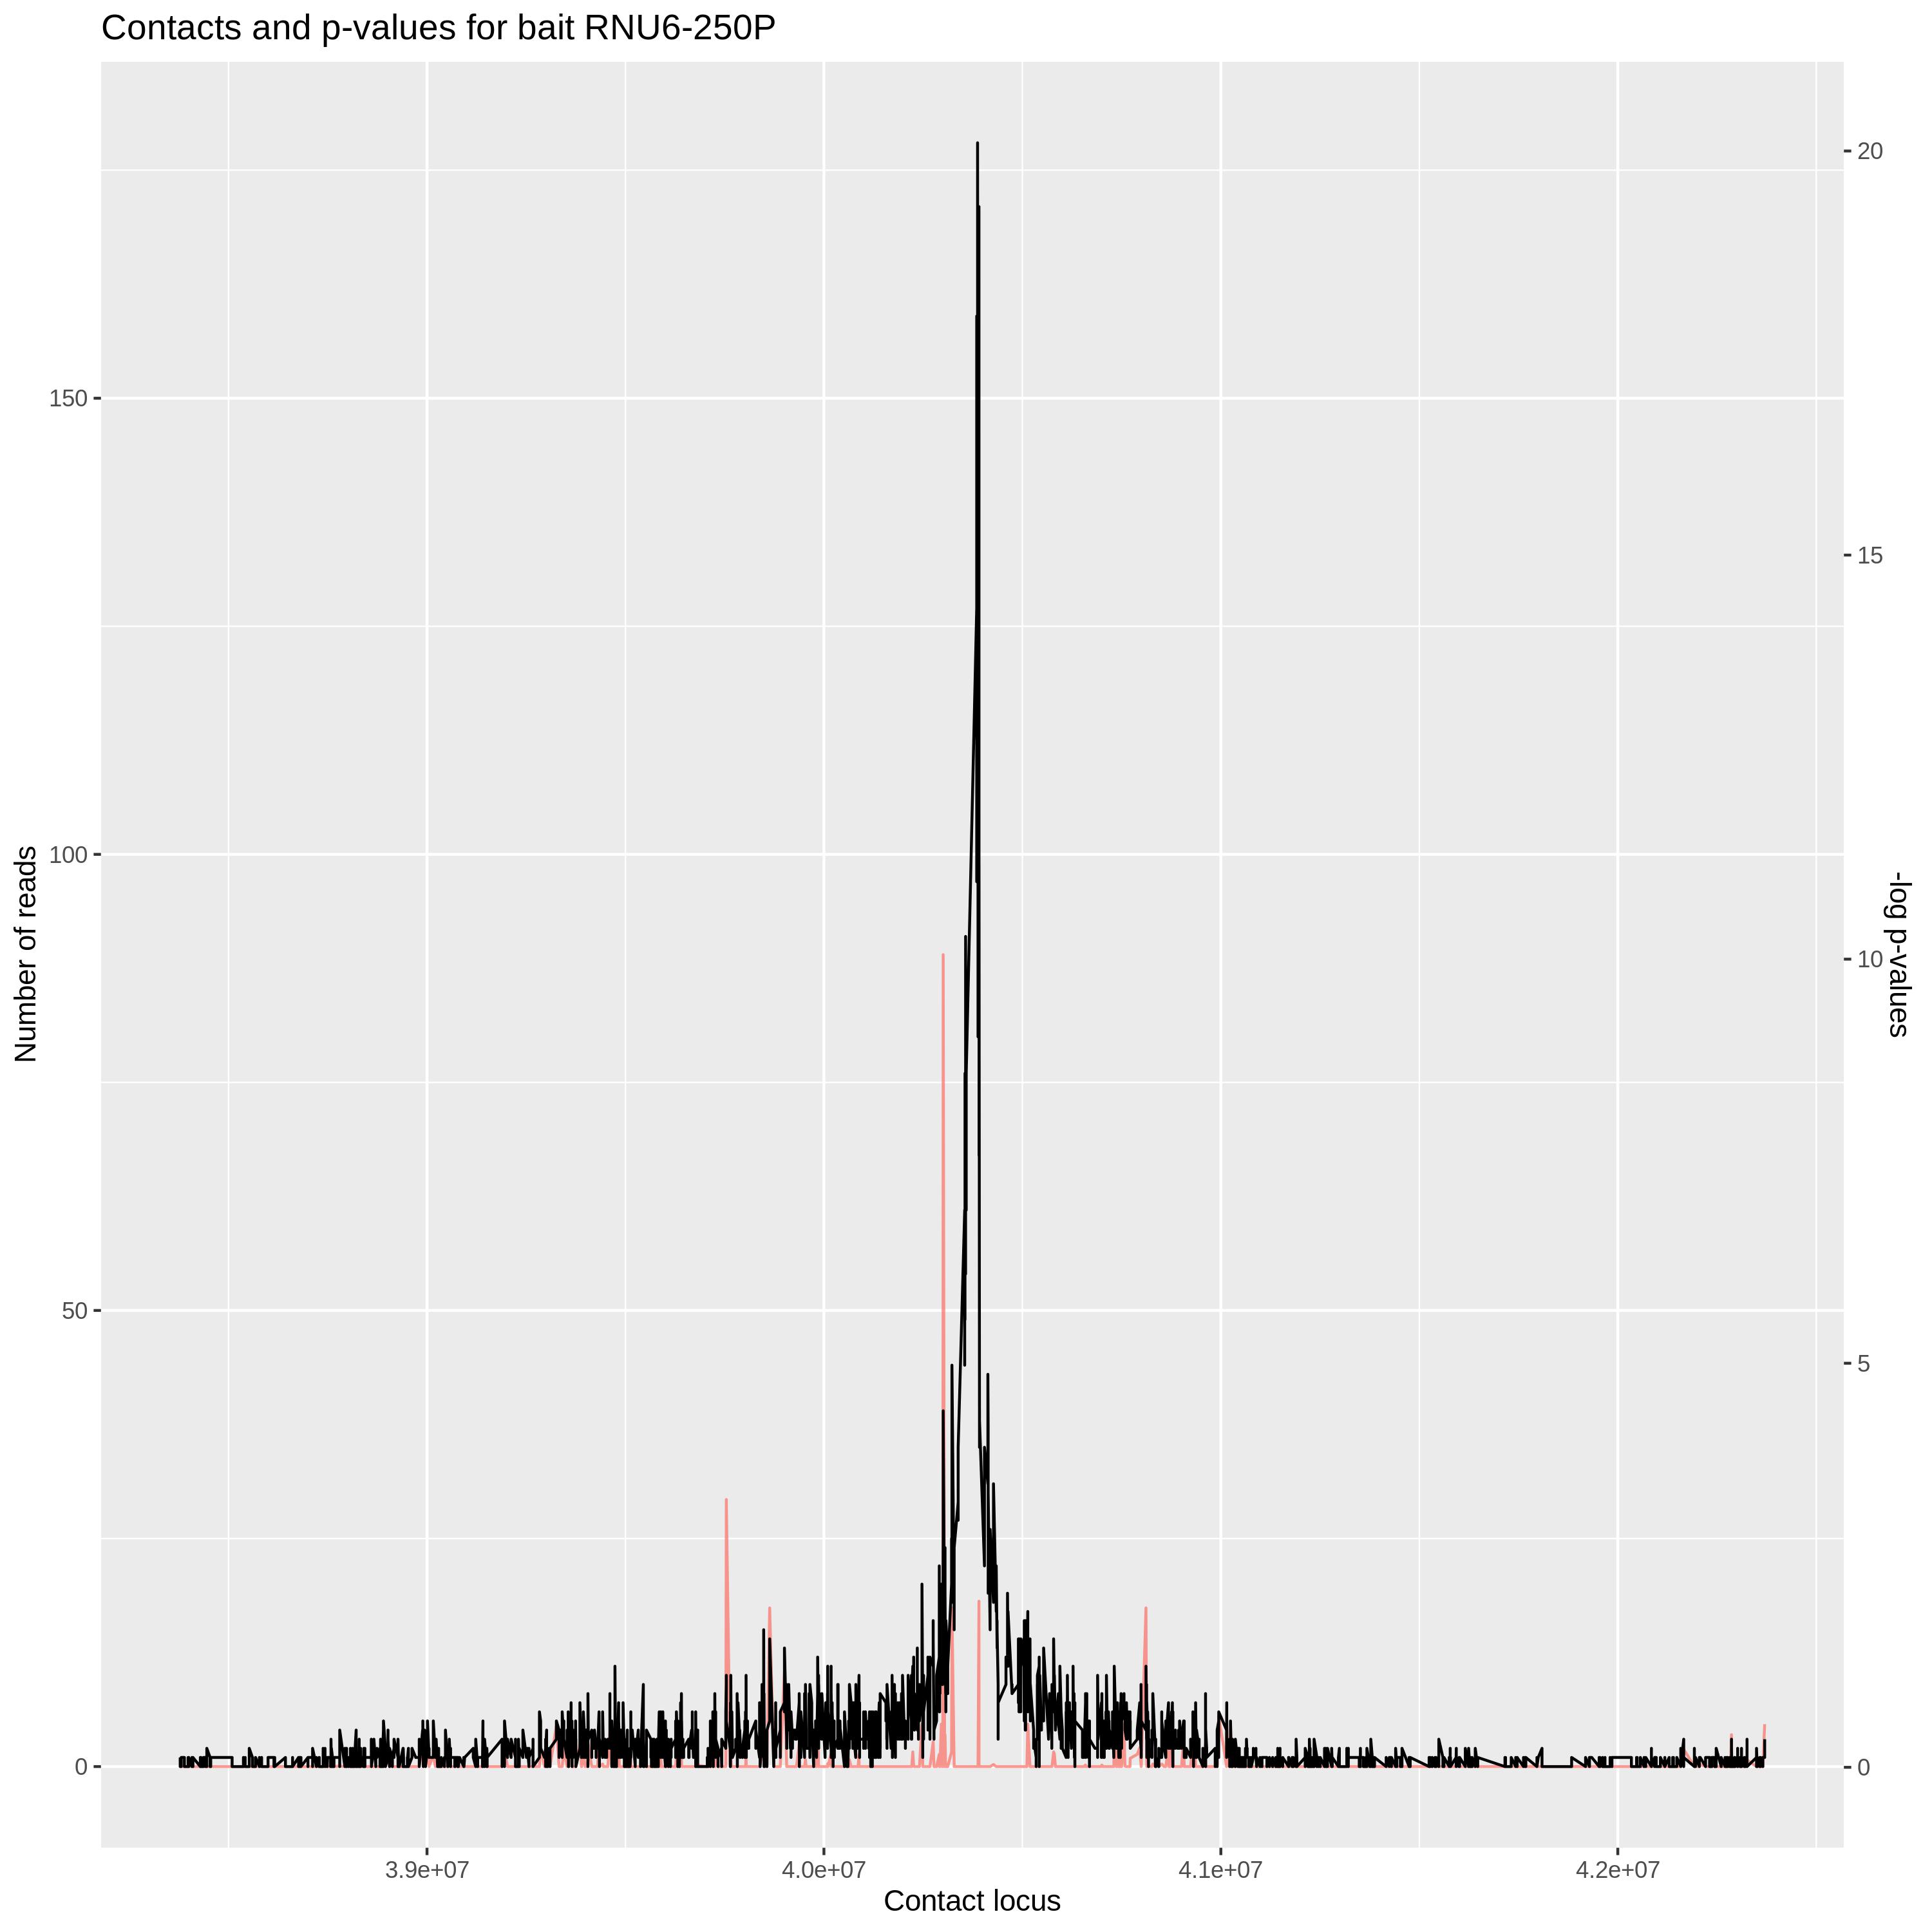 Contacts and p-values for bait RNU6-250P
Number of reads
150
100
50
0
20
15
10
5
0
-log p-values
3.9e+07 4.0e+07 4.1e+07 4.2e+07
Contact locus